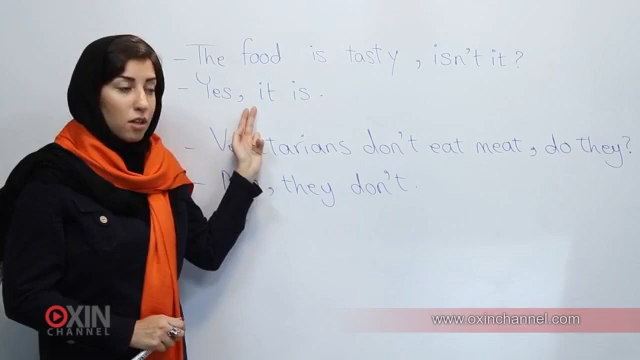 - The food is tasty, isn't it?
- Yes, it is.
- tarians don't eat meat, do they?
- , they don't.
OXIN
CHANNEL
www.oxinchannel.com